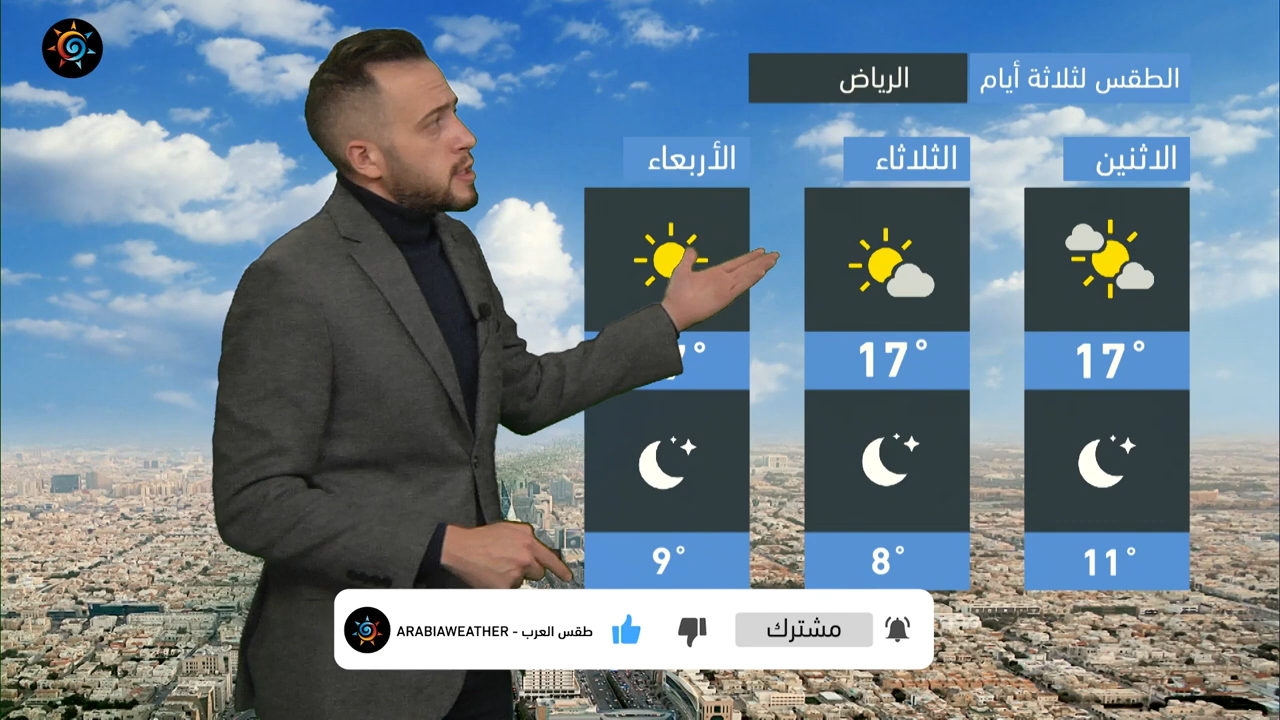 الطقس لثلاثة أيام
الرياض
الاثنين
الثلاثاء
الأربعاء
17°
17°
11°
8°
9°
ARABIAWEATHER - طقس العرب
مشترك